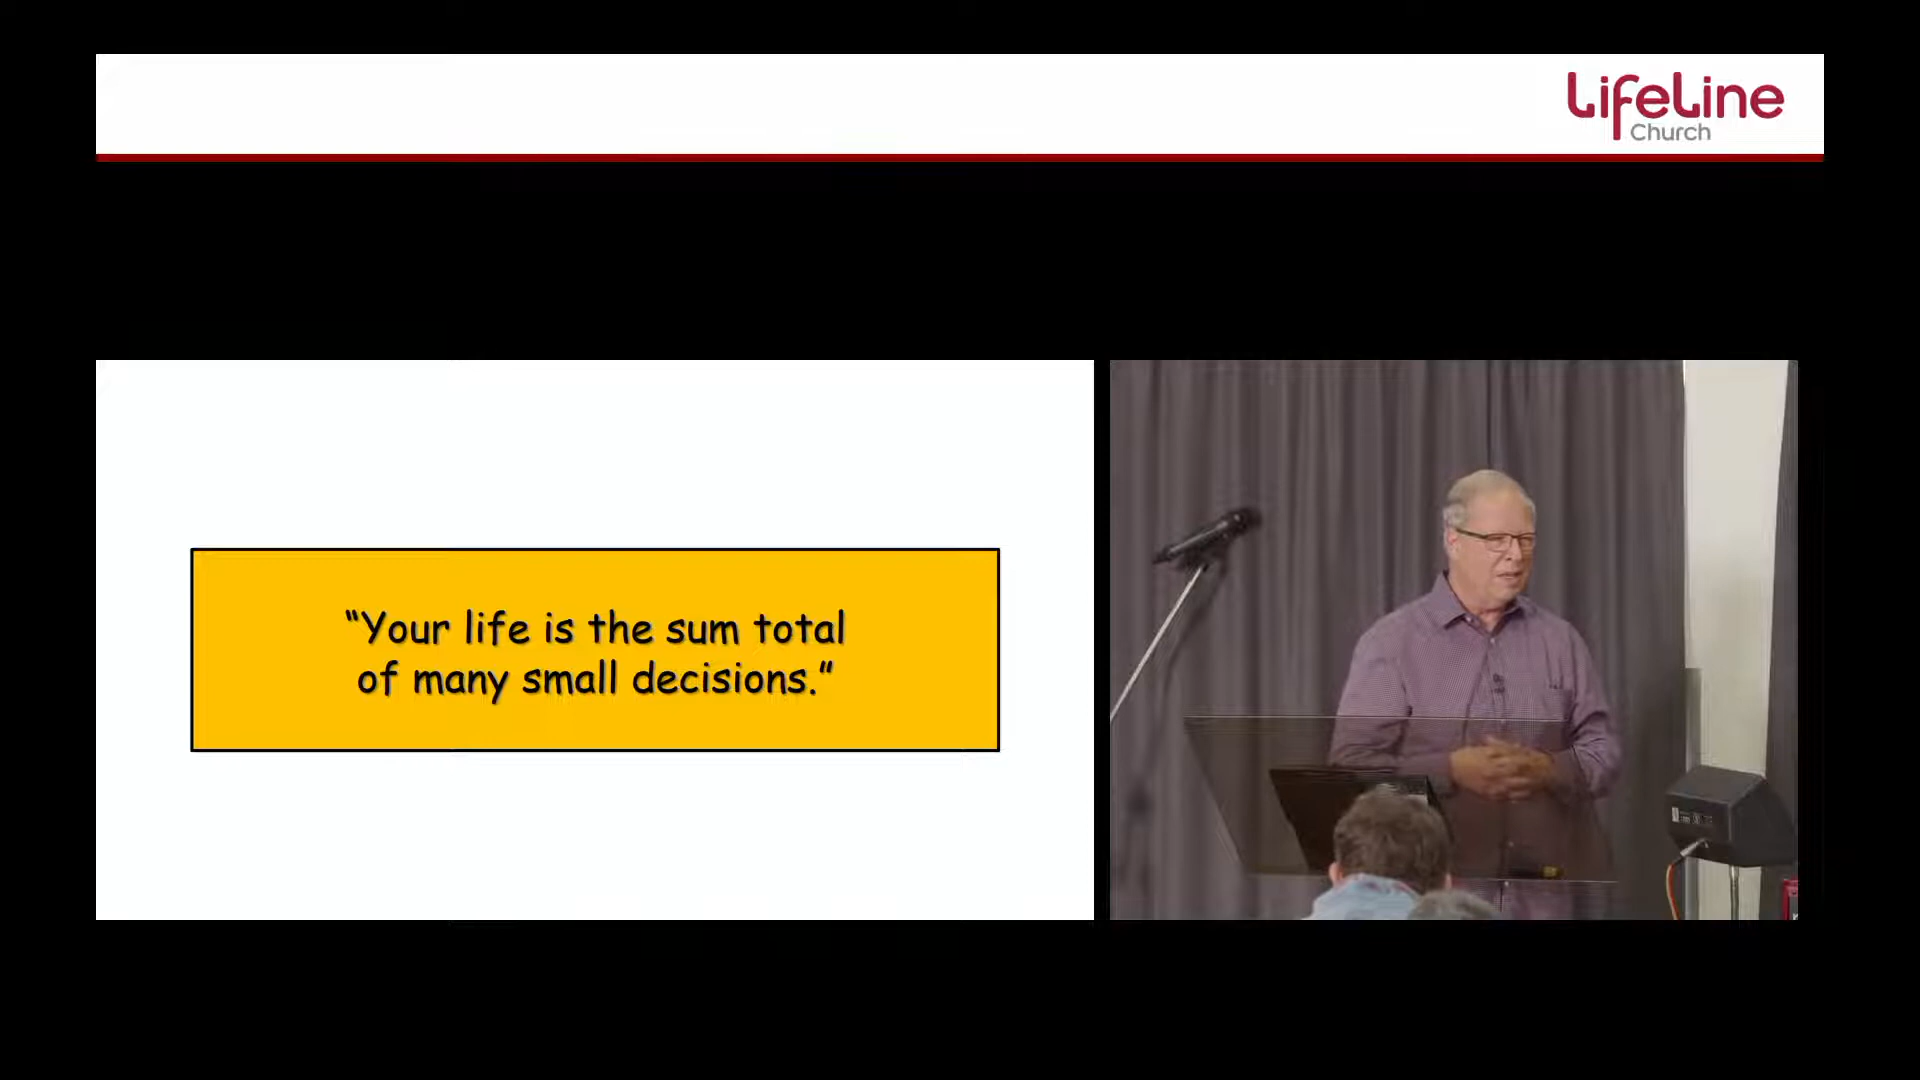 LifeLine
Church
“Your life is the sum total
of many small decisions.”